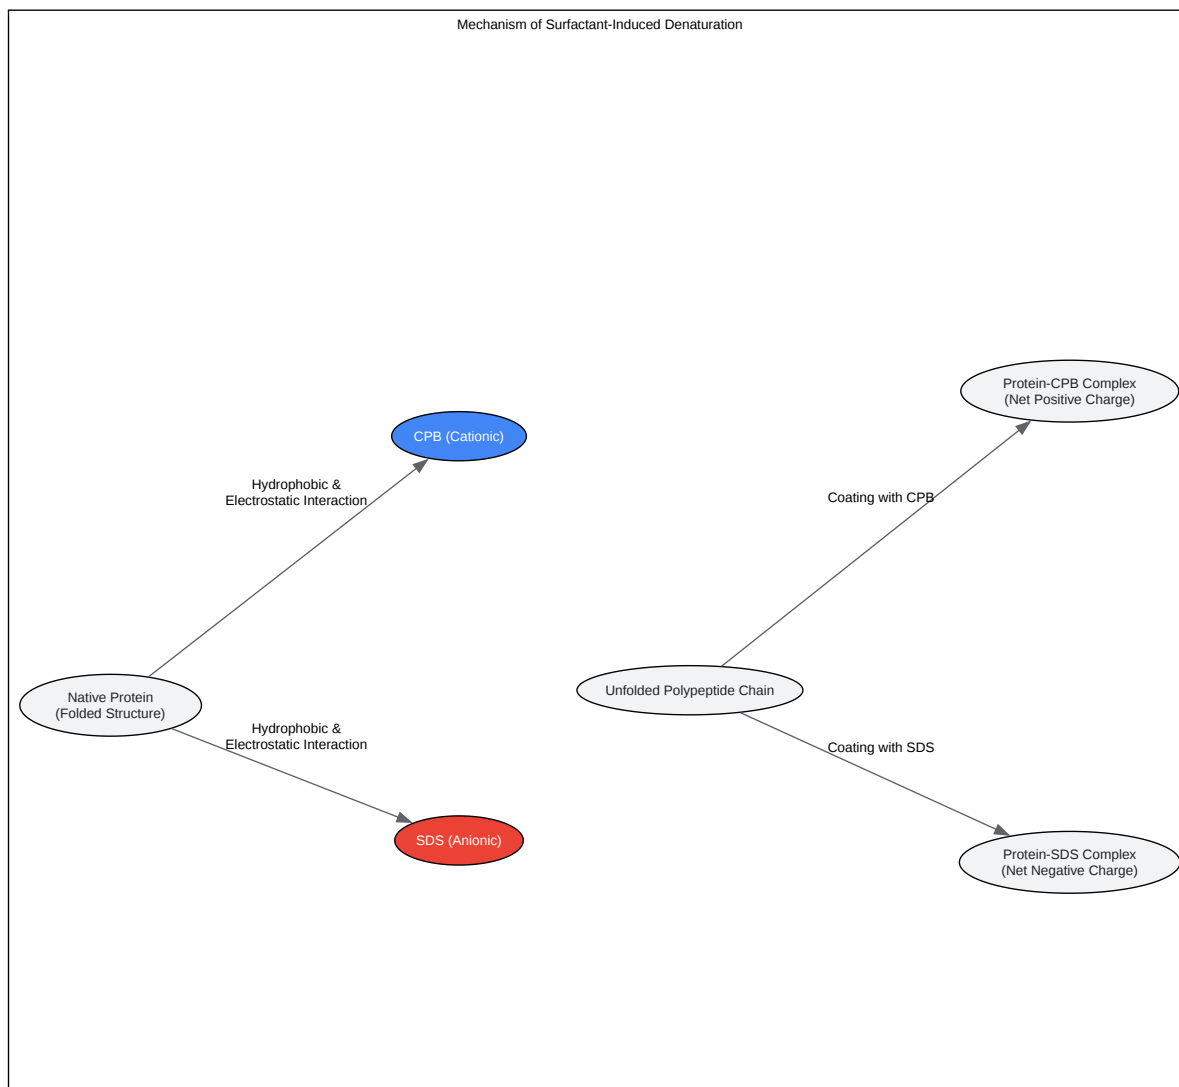 Mechanism of Surfactant-Induced Denaturation
Protein-CPB Complex
(Net Positive Charge)
CPB (Cationic)
Hydrophobic &
Electrostatic Interaction
Coating with CPB
Native Protein
(Folded Structure)
Unfolded Polypeptide Chain
Hydrophobic &
Electrostatic Interaction
Coating with SDS
SDS (Anionic)
Protein-SDS Complex
(Net Negative Charge)